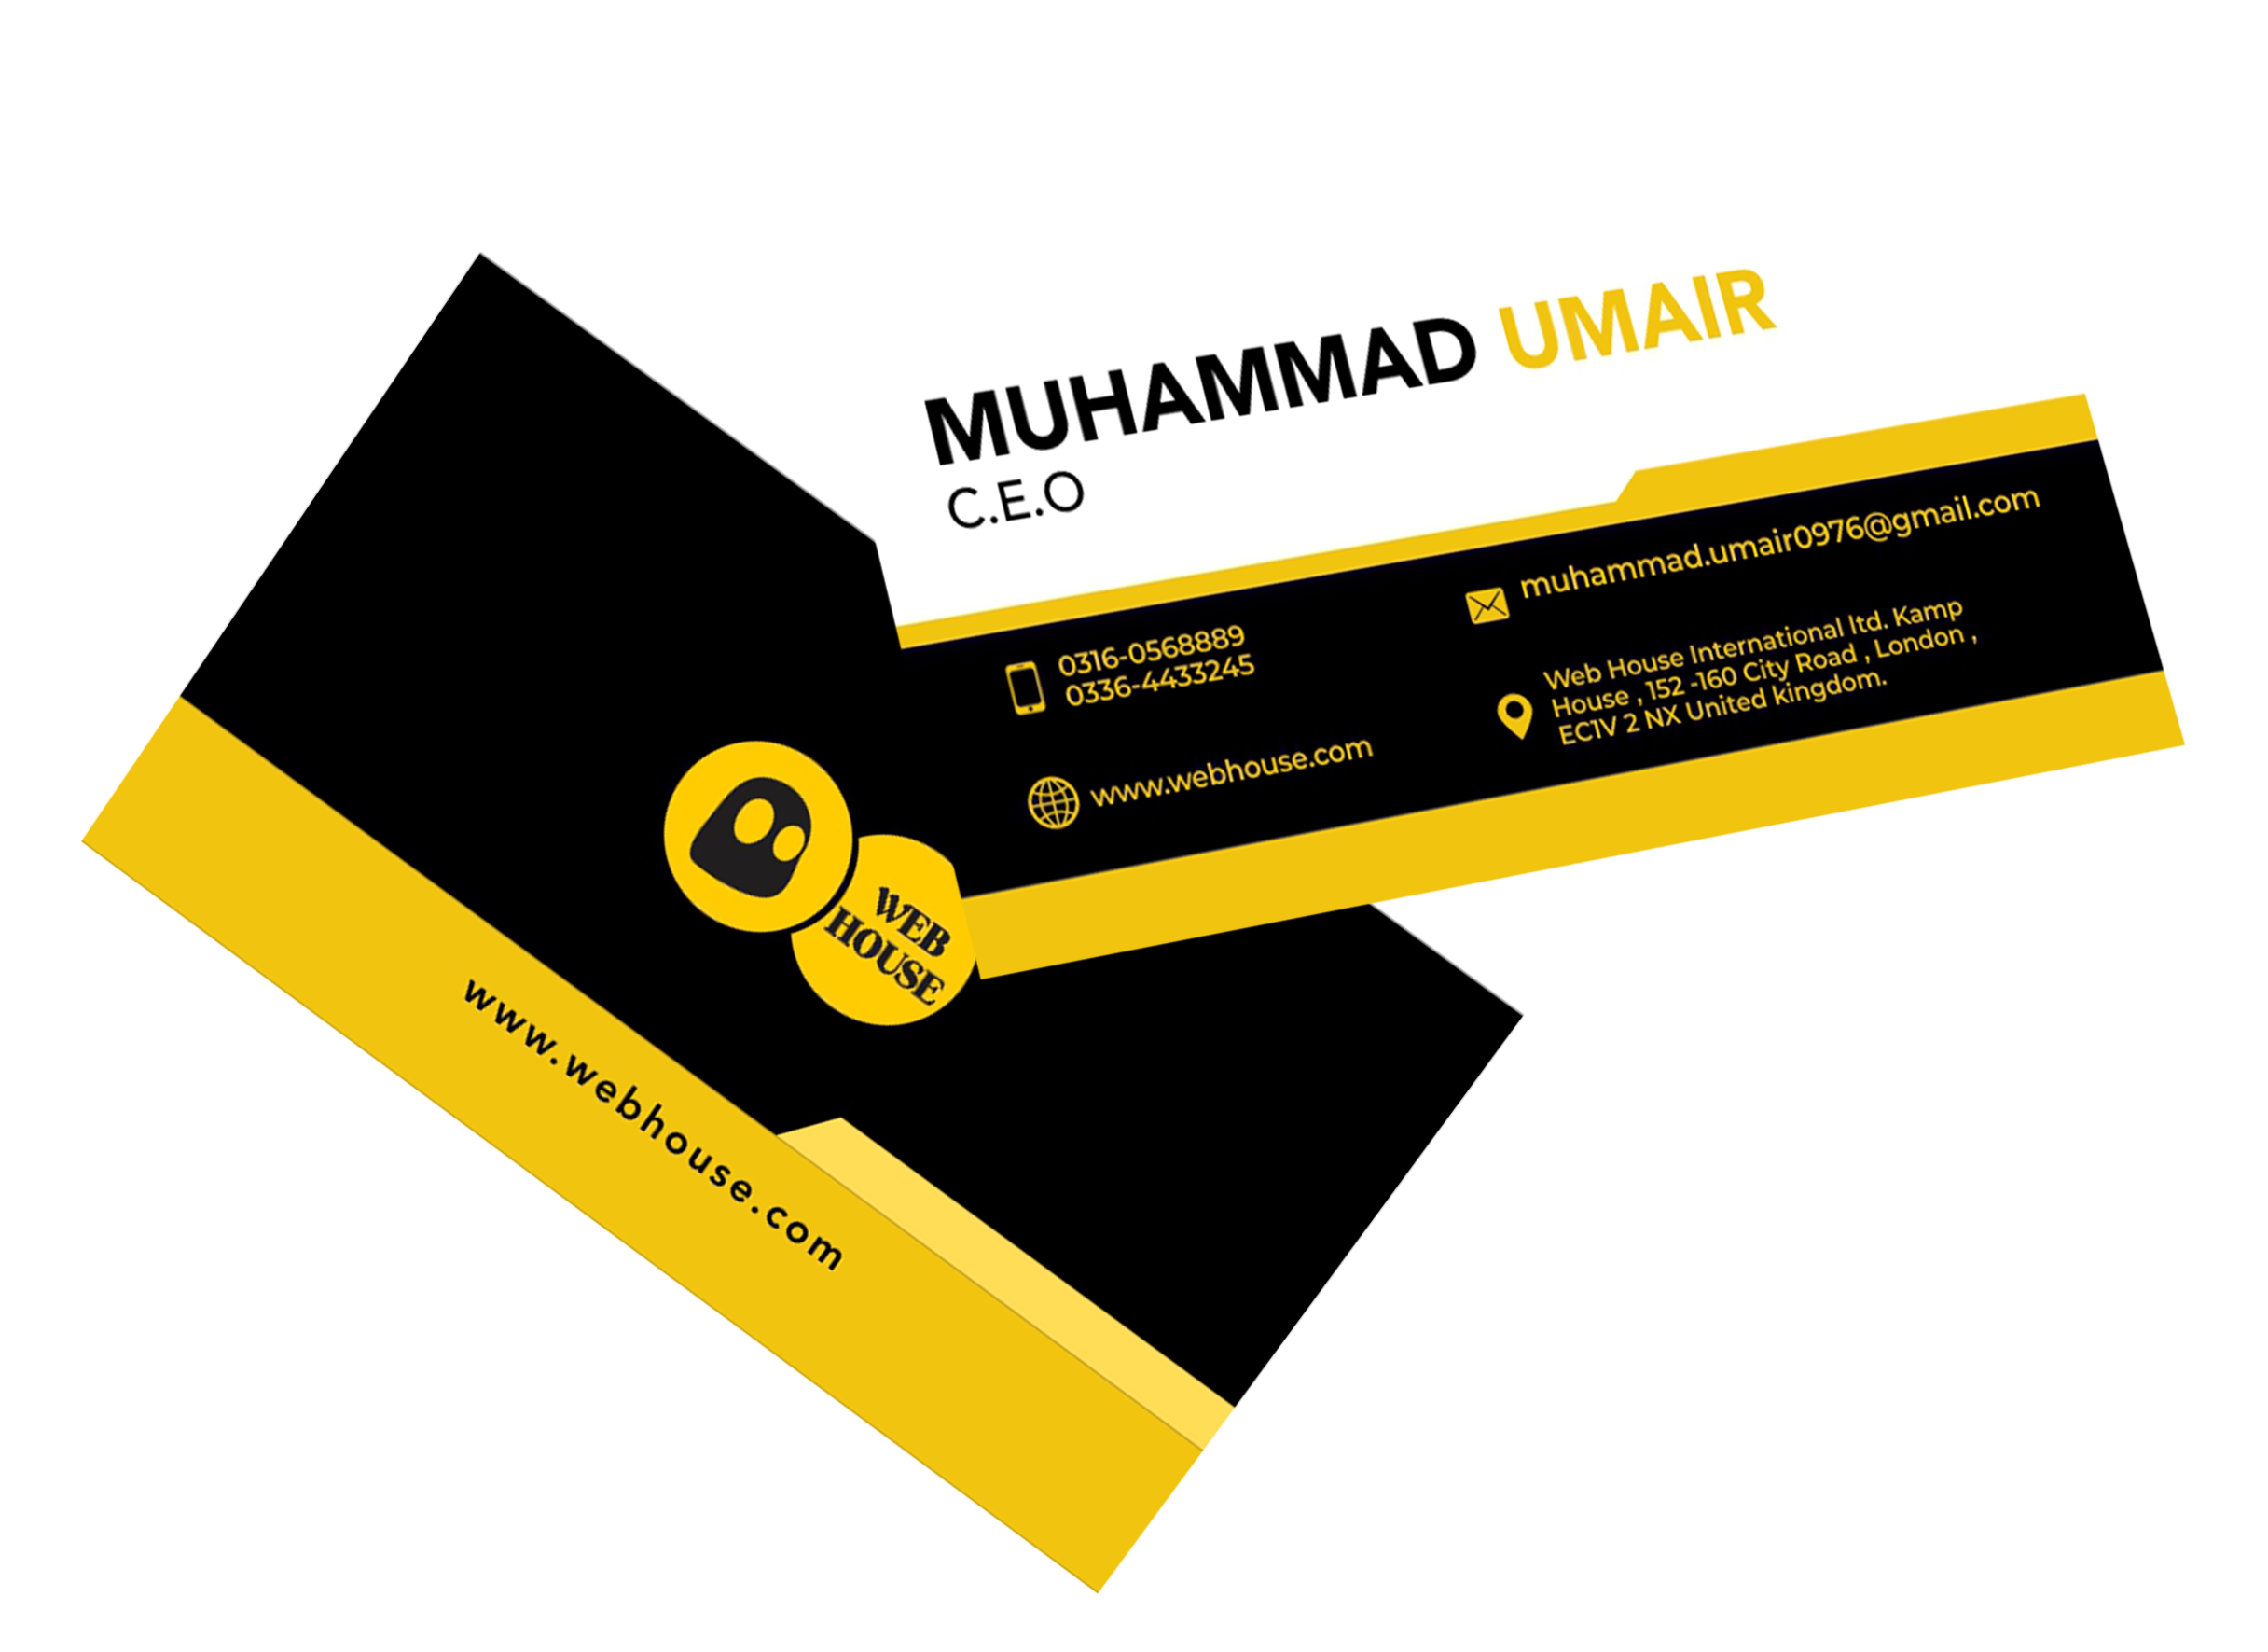 MUHAMMAD UMAIR
C.E.O
0316-0568889
0336-4433245
muhammad.umair0976@gmail.com
www.webhouse.com
Web House International ltd. Kamp
House , 152 -160 City Road , London ,
EC1V 2 NX United kingdom.
WEB
HOUSE
www.webhouse.com